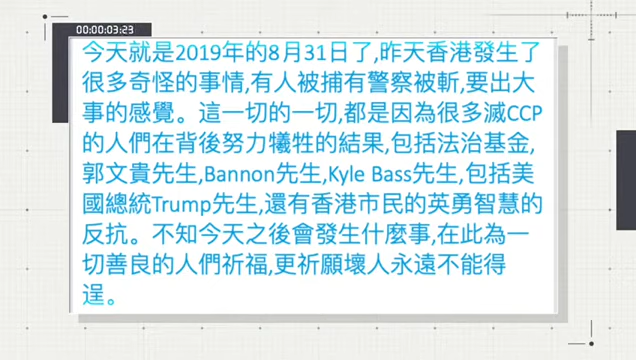 00:00:03:23
今天就是2019年的8月31日了,昨天香港發生了
很多奇怪的事情,有人被捕有警察被斬,要出大
事的感覺。這一切的一切,都是因為很多滅CCP
的人們在背後努力犧牲的結果,包括法治基金,
郭文貴先生,Bannon先生,Kyle Bass先生,包括美
國總統Trump先生,還有香港市民的英勇智慧的
反抗。不知今天之後會發生什麼事,在此為一
切善良的人們祈福,更祈願壞人永遠不能得
逞。